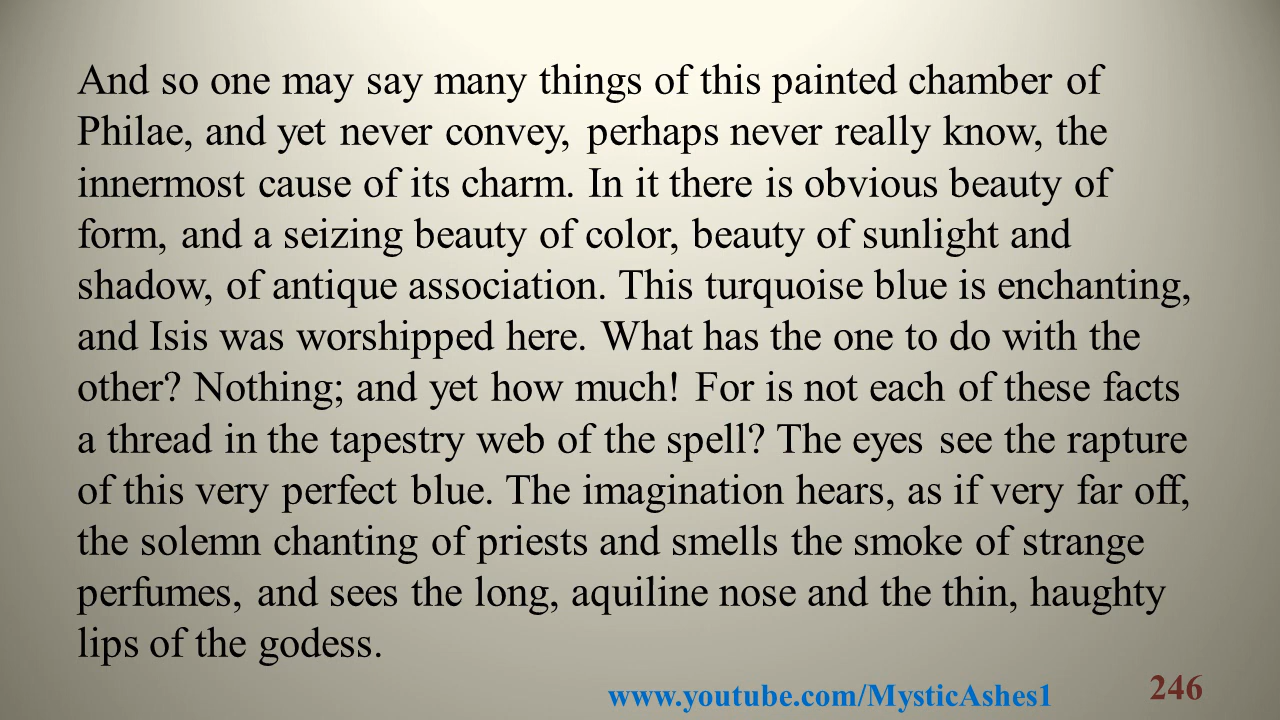 And so one may say many things of this painted chamber of
Philae, and yet never convey, perhaps never really know, the
innermost cause of its charm. In it there is obvious beauty of
form, and a seizing beauty of color, beauty of sunlight and
shadow, of antique association. This turquoise blue is enchanting,
and Isis was worshipped here. What has the one to do with the
other? Nothing; and yet how much! For is not each of these facts
a thread in the tapestry web of the spell? The eyes see the rapture
of this very perfect blue. The imagination hears, as if very far off,
the solemn chanting of priests and smells the smoke of strange
perfumes, and sees the long, aquiline nose and the thin, haughty
lips of the godess.
www.youtube.com/MysticAshes1
246